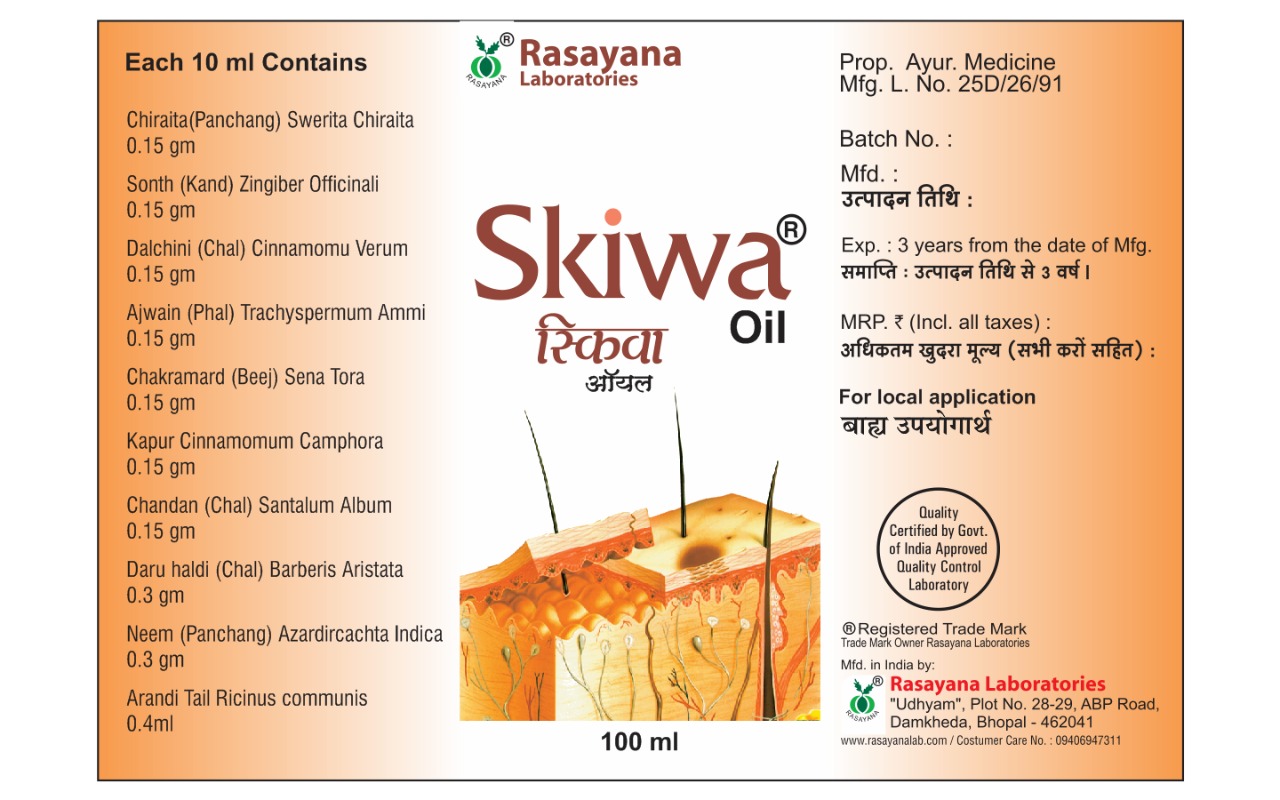 Each 10 ml Contains
Chiraita(Panchang) Swerita Chiraita
0.15 gm
Sonth (Kand) Zingiber Officinali
0.15 gm
Dalchini (Chal) Cinnamomu Verum
0.15 gm
Ajwain (Phal) Trachyspermum Ammi
0.15 gm
Chakramard (Beej) Sena Tora
0.15 gm
Kapur Cinnamomum Camphora
0.15 gm
Chandan (Chal) Santalum Album
0.15 gm
Daru haldi (Chal) Barberis Aristata
0.3 gm
Neem (Panchang) Azardircachta Indica
0.3 gm
Arandi Tail Ricinus communis
0.4ml
®
RASAYANA
Rasayana
Laboratories
Skiwa®
Oil
स्किवा
ऑयल
100 ml
Prop. Ayur. Medicine
Mfg. L. No. 25D/26/91
Batch No. :
Mfd. :
उत्पादन तिथि :
Exp. : 3 years from the date of Mfg.
समाप्ति : उत्पादन तिथि से 3 वर्ष।
MRP. ₹ (Incl. all taxes) :
अधिकतम खुदरा मूल्य (सभी करों सहित) :
For local application
बाह्य उपयोगार्थ
Quality
Certified by Govt.
of India Approved
Quality Control
Laboratory
®Registered Trade Mark
Trade Mark Owner Rasayana Laboratories
Mfd. in India by:
®
RASAYANA
Rasayana Laboratories
"Udhyam", Plot No. 28-29, ABP Road,
Damkheda, Bhopal - 462041
www.rasayanalab.com / Costumer Care No. : 09406947311